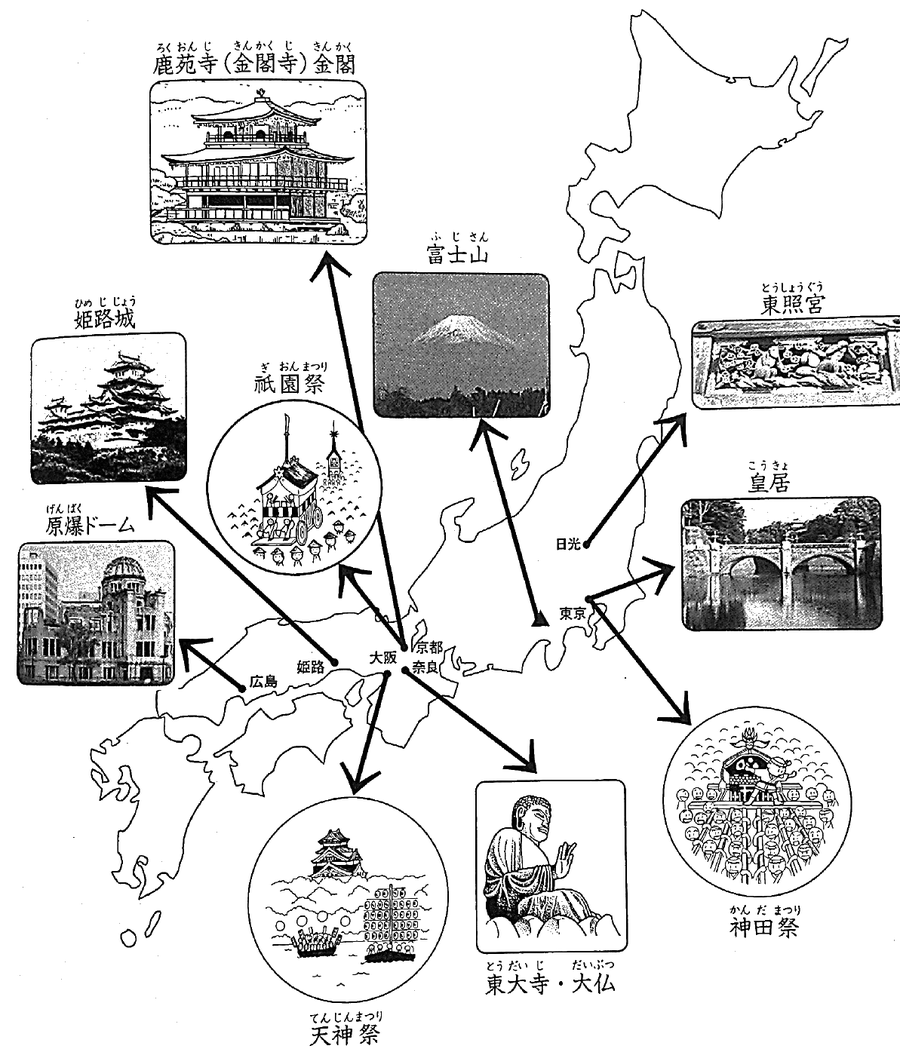 ろくおんじ きんかくじ きんかく
鹿苑寺(金閣寺)金閣
ふじさん
富士山
ひめじじょう
姫路城
とうしょうぐう
東照宮
ぎおんまつり
祇園祭
こうきょ
皇居
げんばく
原爆ドーム
日光
東京
京都
大阪
奈良
姫路
広島
かんだまつり
神田祭
とうだいじ だいぶつ
東大寺・大仏
てんじんまつり
天神祭